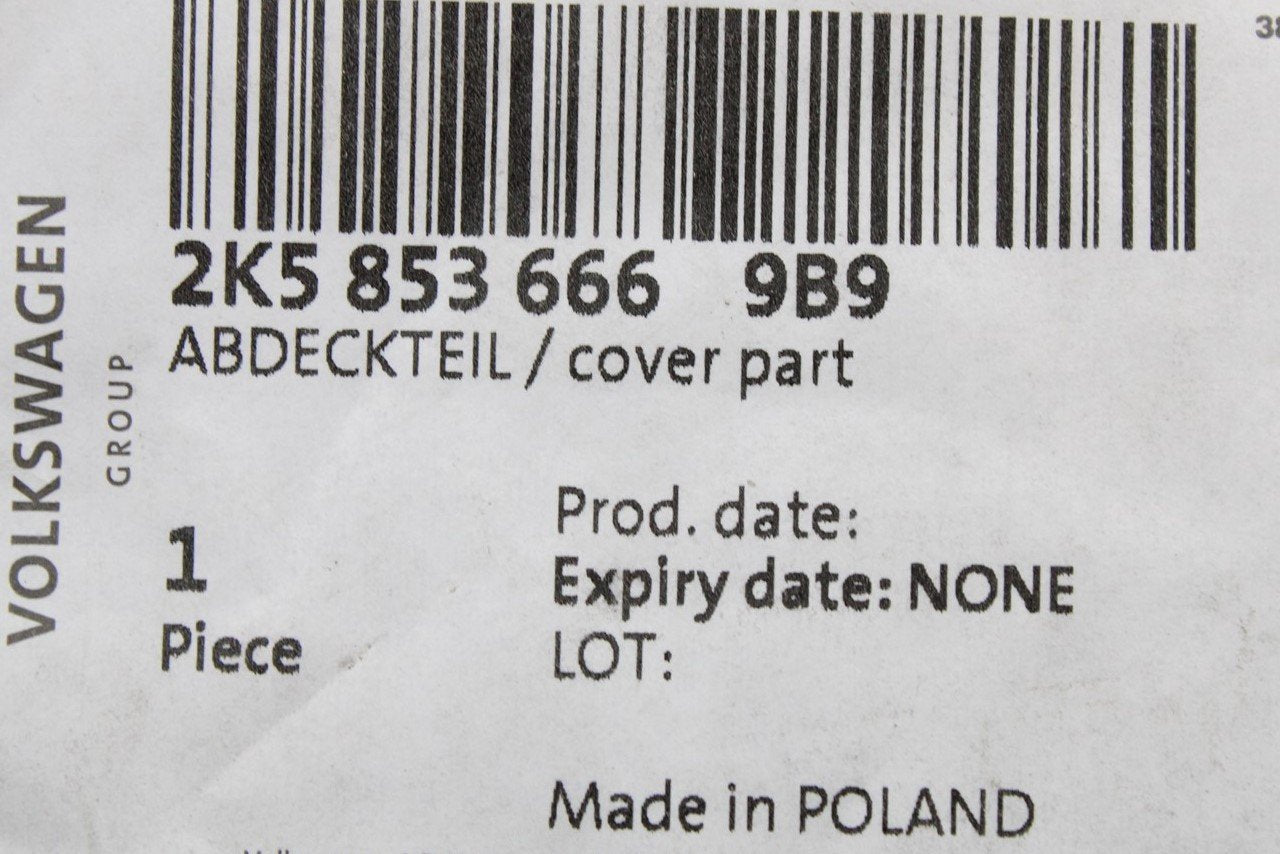 38
2K5 853 666 9B9
ABDECKTEIL / cover part
VOLKSWAGEN
GROUP
1
Piece
Prod. date:
Expiry date: NONE
LOT:
Made in POLAND